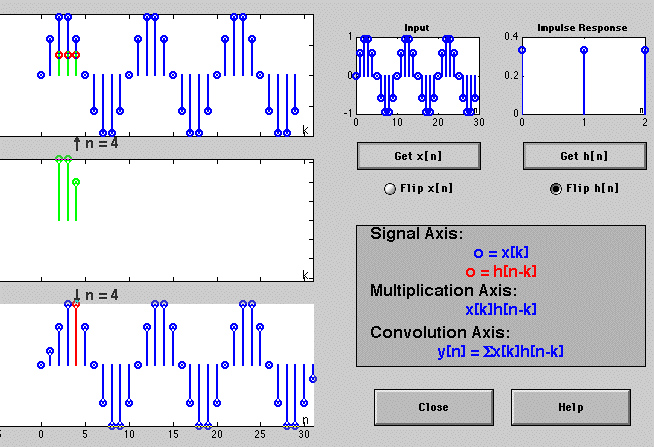 k
n = 4
k
n = 4
5
0
5
10
15
20
25
30
n
Input
1
0
-1
0
10
20
30
n
Impulse Response
0.4
0.2
0
0
1
2
n
Get x[n]
Get h[n]
Flip x[n]
Flip h[n]
Signal Axis:
o = x[k]
o = h[n-k]
Multiplication Axis:
x[k]h[n-k]
Convolution Axis:
y[n] = Σx[k]h[n-k]
Close
Help